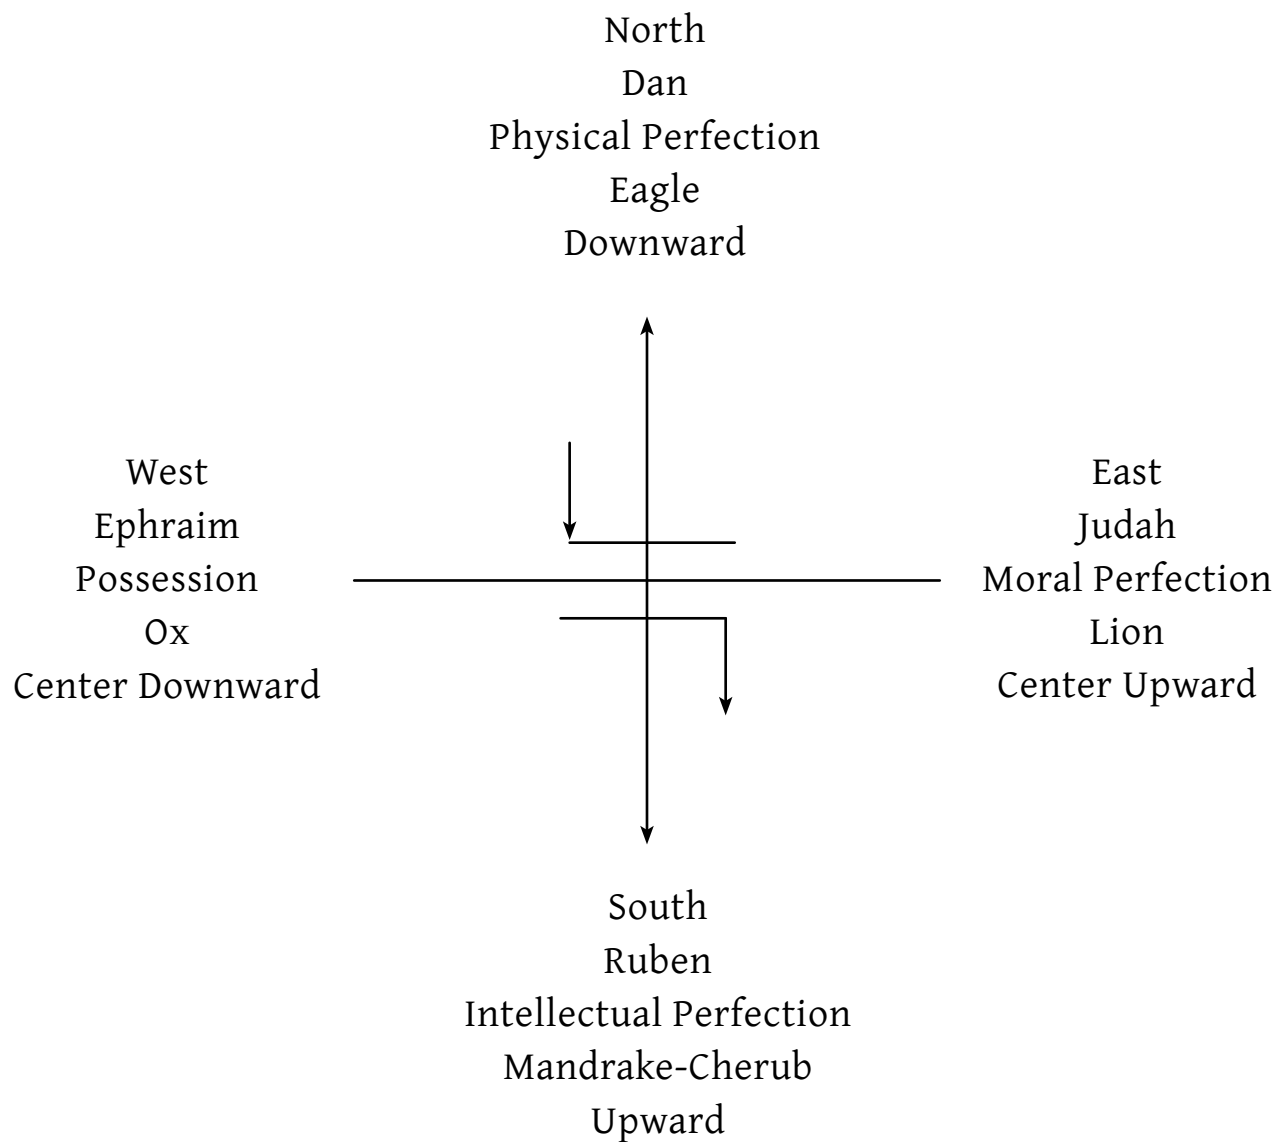 North
Dan
Physical Perfection
Eagle
Downward
West
Ephraim
Possession
Ox
Center Downward
East
Judah
Moral Perfection
Lion
Center Upward
South
Ruben
Intellectual Perfection
Mandrake-Cherub
Upward